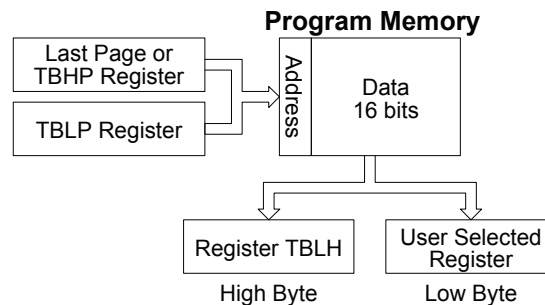 Program Memory
Last Page or
TBHP Register
TBLP Register
Address
Data
16 bits
Register TBLH
User Selected
Register
High Byte
Low Byte